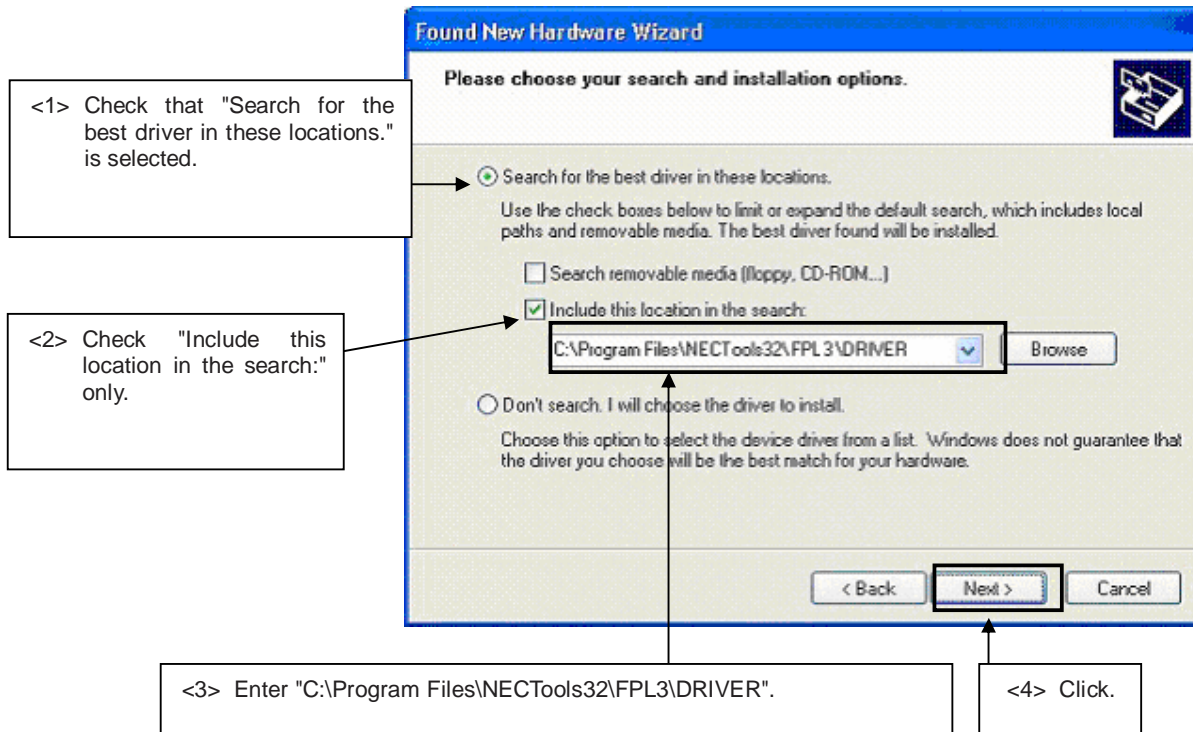 Found New Hardware Wizard
Please choose your search and installation options.
<1> Check that "Search for the
best driver in these locations."
is selected.
Search for the best driver in these locations.
Use the check boxes below to limit or expand the default search, which includes local
paths and removable media. The best driver found will be installed.
Search removable media (floppy, CD-ROM...)
Include this location in the search:
<2> Check "Include this
location in the search:"
only.
C:\Program Files\NECTools32\FPL3\DRIVER
Browse
Don't search. I will choose the driver to install.
Choose this option to select the device driver from a list. Windows does not guarantee that
the driver you choose will be the best match for your hardware.
< Back
Next >
Cancel
<3> Enter "C:\Program Files\NECTools32\FPL3\DRIVER".
<4> Click.